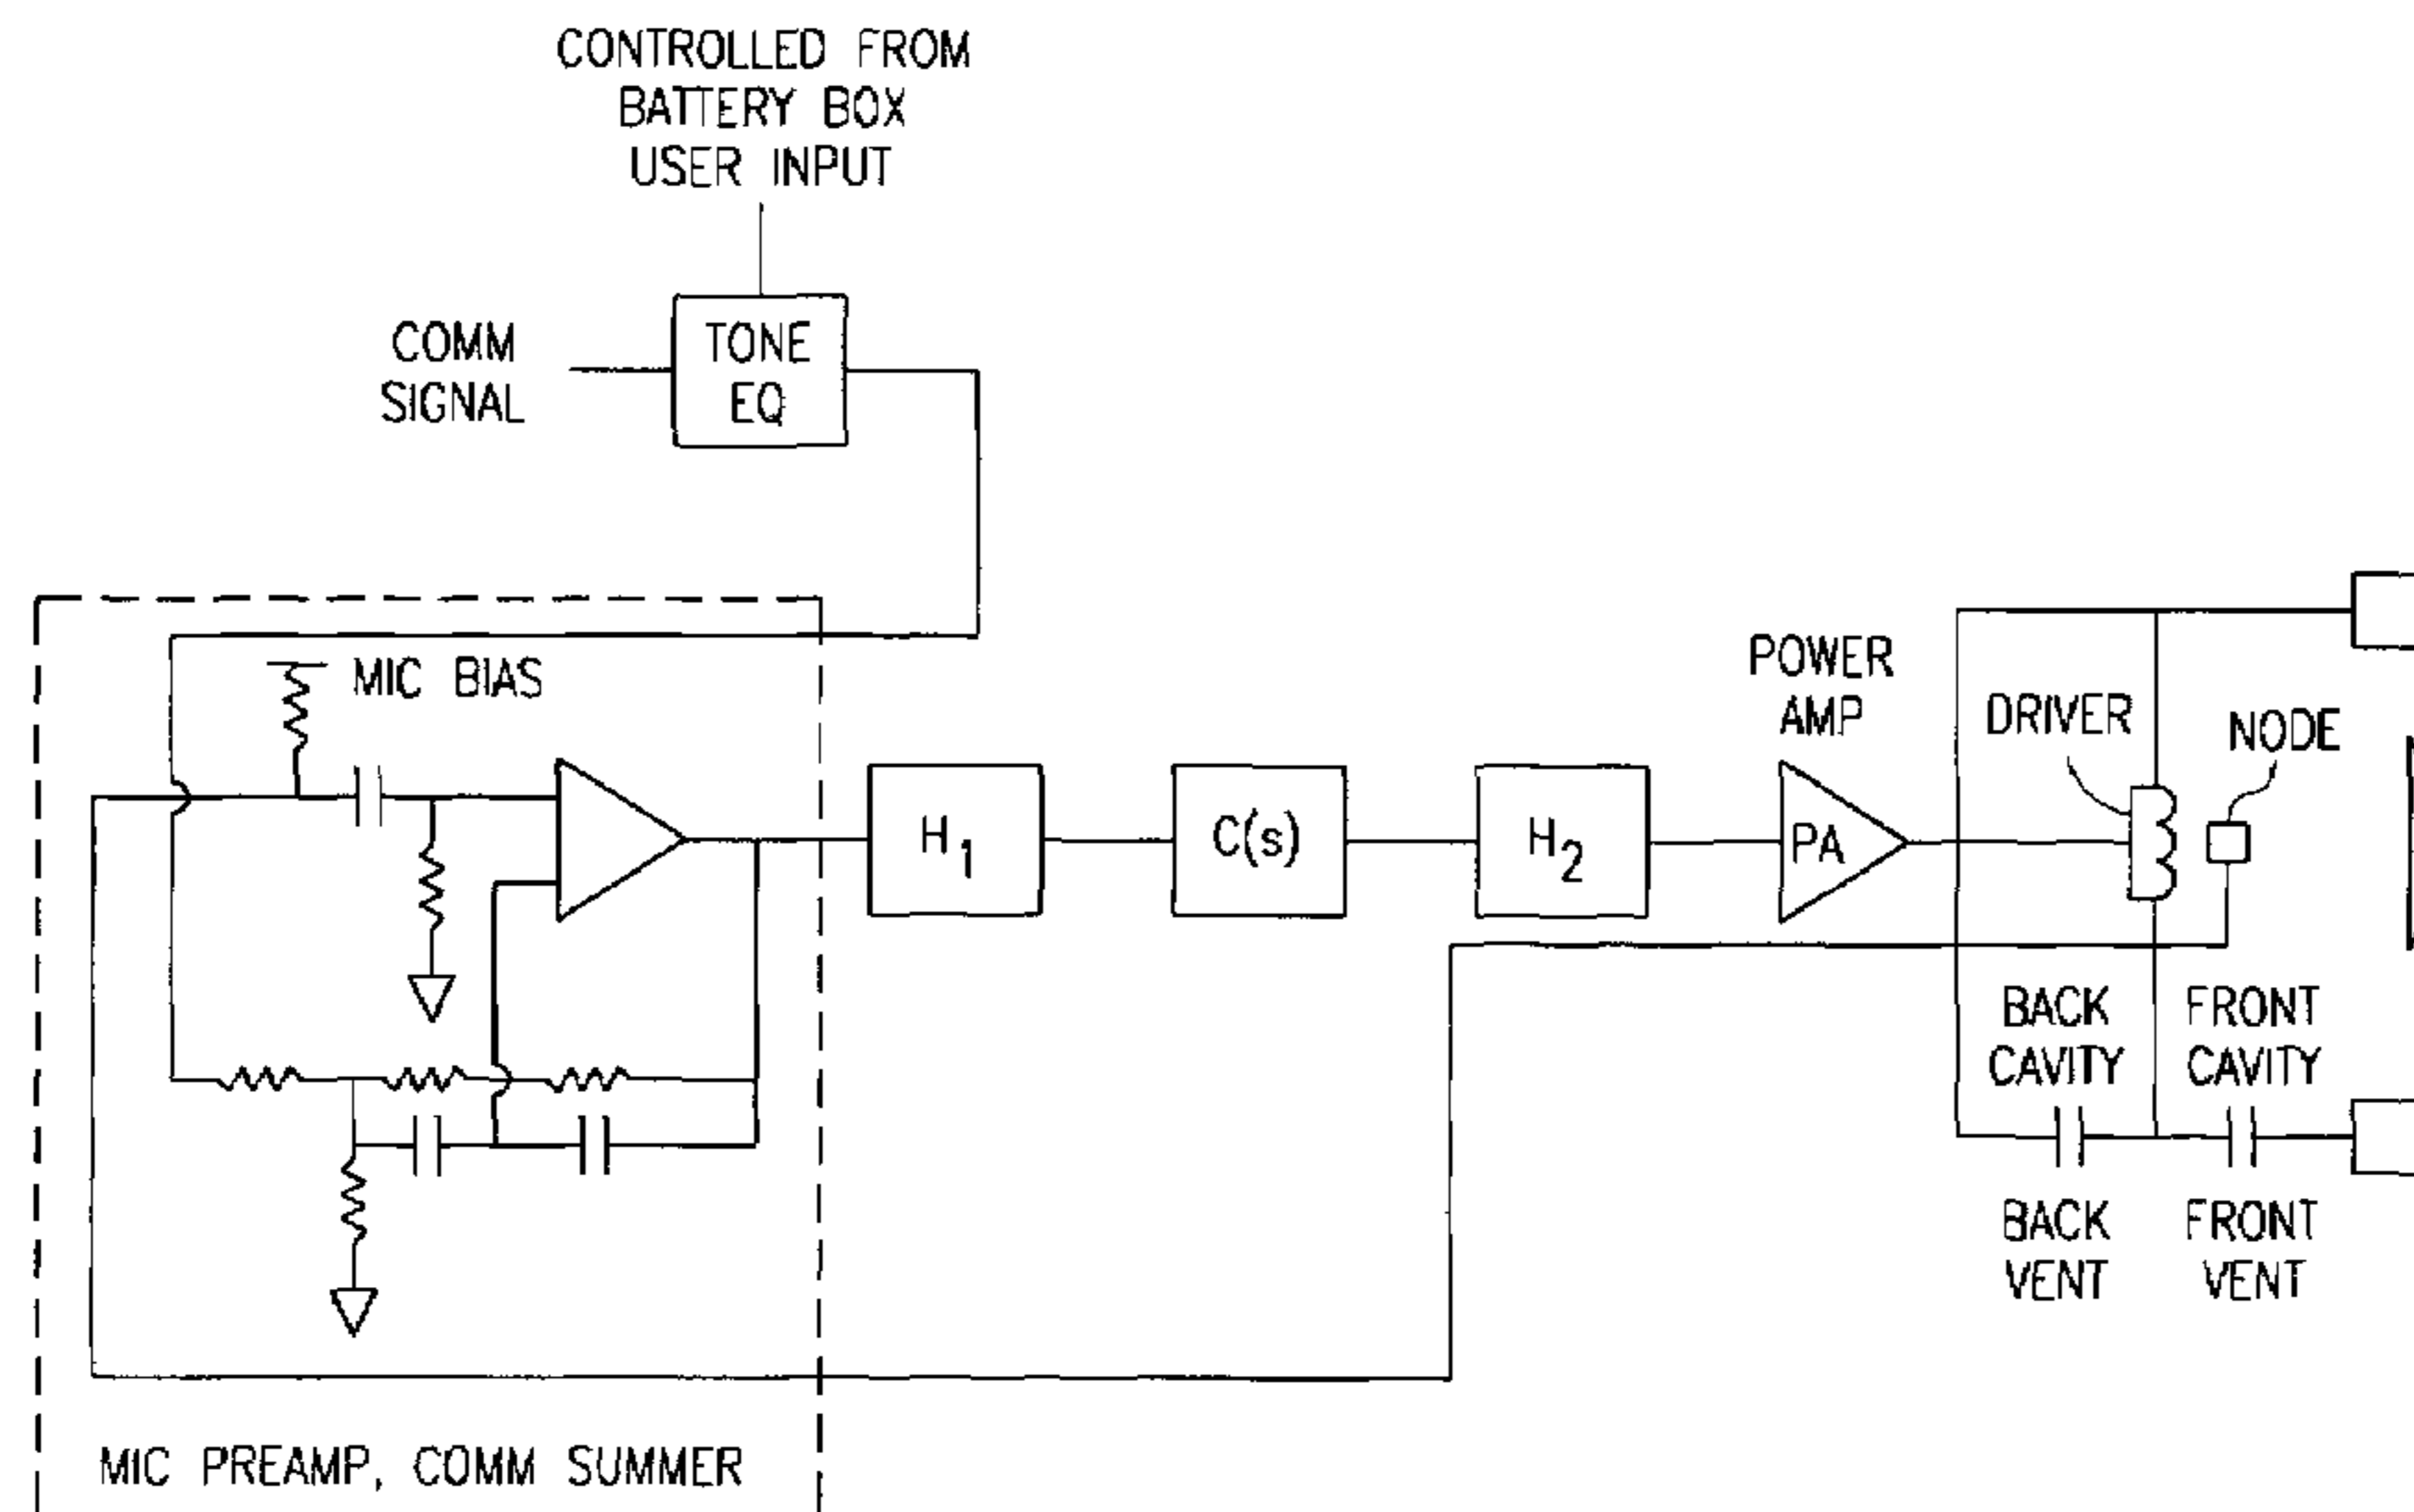 CONTROLLED FROM
BATTERY BOX
USER INPUT
COMM
SIGNAL
TONE
EQ
MIC BIAS
POWER
AMP
DRIVER
NODE
H1
C(s)
H2
PA
BACK
CAVITY
FRONT
CAVITY
BACK
VENT
FRONT
VENT
MIC PREAMP, COMM SUMMER